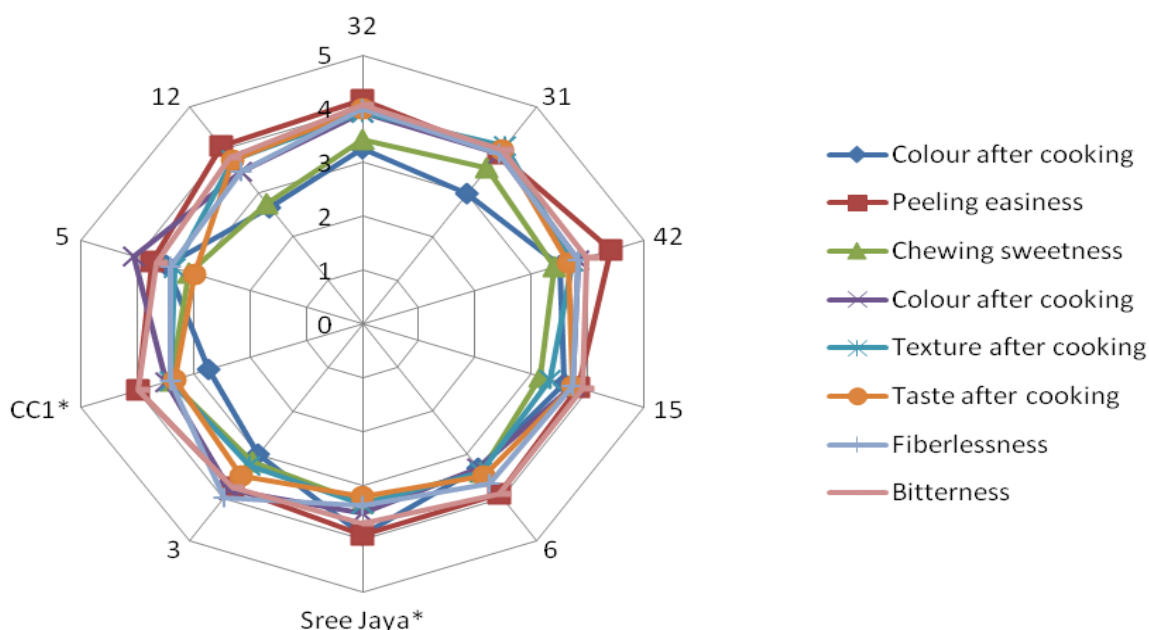 32
5
12
31
4
3
2
5
42
1
0
CC1*
15
3
6
Sree Jaya*
Colour after cooking
Peeling easiness
Chewing sweetness
Colour after cooking
Texture after cooking
Taste after cooking
Fiberlessness
Bitterness